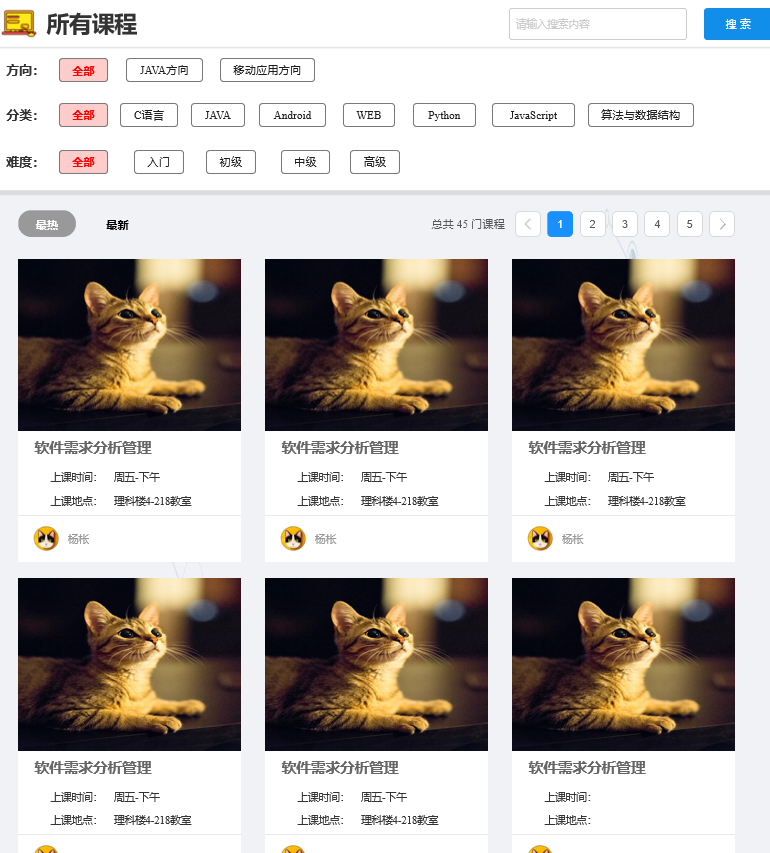 所有课程
请输入搜索内容
搜 索
方向： 全部 JAVA方向 移动应用方向
分类： 全部 C语言 JAVA Android WEB Python JavaScript 算法与数据结构
难度： 全部 入门 初级 中级 高级
最热 最新 总共 45 门课程 1 2 3 4 5
软件需求分析管理 软件需求分析管理 软件需求分析管理
上课时间： 周五-下午 上课时间： 周五-下午 上课时间： 周五-下午
上课地点： 理科楼4-218教室 上课地点： 理科楼4-218教室 上课地点： 理科楼4-218教室
杨枨 杨枨 杨枨
软件需求分析管理 软件需求分析管理 软件需求分析管理
上课时间： 周五-下午 上课时间： 周五-下午 上课时间：
上课地点： 理科楼4-218教室 上课地点： 理科楼4-218教室 上课地点：